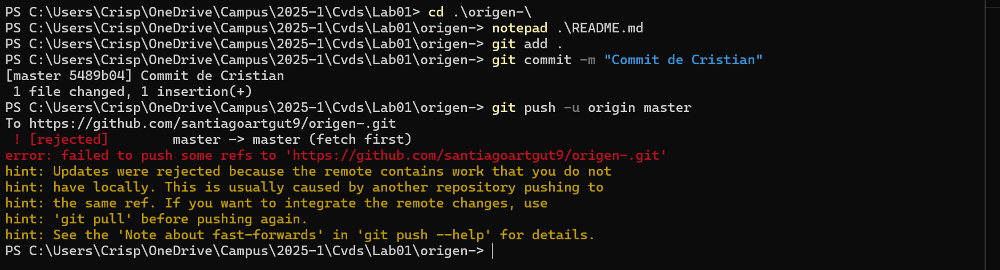 PS C:\Users\Crisp\OneDrive\Campus\2025-1\Cvds\Lab01> cd .\origen-\
PS C:\Users\Crisp\OneDrive\Campus\2025-1\Cvds\Lab01\origen-> notepad .\README.md
PS C:\Users\Crisp\OneDrive\Campus\2025-1\Cvds\Lab01\origen-> git add .
PS C:\Users\Crisp\OneDrive\Campus\2025-1\Cvds\Lab01\origen-> git commit -m "Commit de Cristian"
[master 5489b04] Commit de Cristian
 1 file changed, 1 insertion(+)
PS C:\Users\Crisp\OneDrive\Campus\2025-1\Cvds\Lab01\origen-> git push -u origin master
To https://github.com/santiagoartgut9/origen-.git
 ! [rejected]        master -> master (fetch first)
error: failed to push some refs to 'https://github.com/santiagoartgut9/origen-.git'
hint: Updates were rejected because the remote contains work that you do not
hint: have locally. This is usually caused by another repository pushing to
hint: the same ref. If you want to integrate the remote changes, use
hint: 'git pull' before pushing again.
hint: See the 'Note about fast-forwards' in 'git push --help' for details.
PS C:\Users\Crisp\OneDrive\Campus\2025-1\Cvds\Lab01\origen->